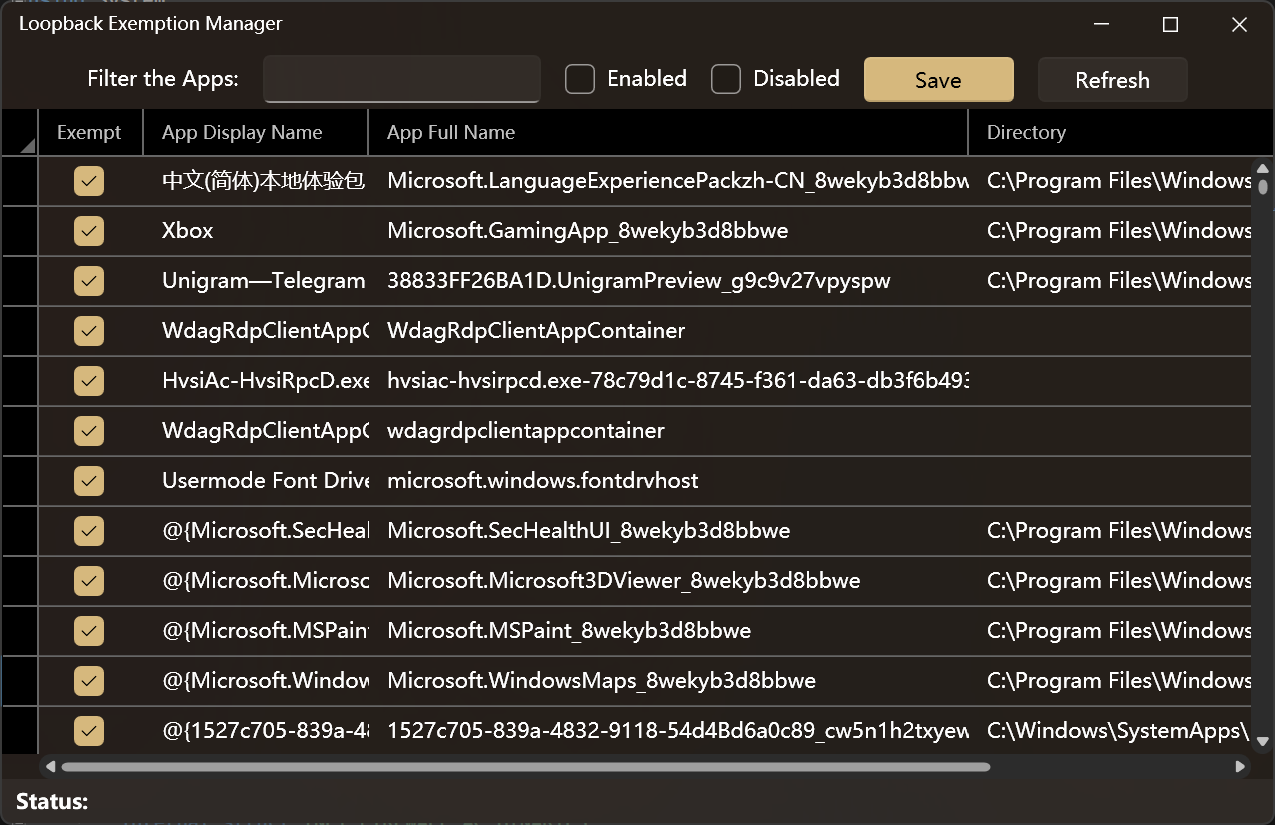 Loopback Exemption Manager
Filter the Apps: Enabled Disabled Save Refresh
Exempt App Display Name App Full Name Directory
中文(简体)本地体验包 Microsoft.LanguageExperiencePackzh-CN_8wekyb3d8bbw C:\Program Files\Windows
Xbox Microsoft.GamingApp_8wekyb3d8bbwe C:\Program Files\Windows
Unigram—Telegram 38833FF26BA1D.UnigramPreview_g9c9v27vpyspw C:\Program Files\Windows
WdagRdpClientAppC WdagRdpClientAppContainer
HvsiAc-HvsiRpcD.exe hvsiac-hvsirpcd.exe-78c79d1c-8745-f361-da63-db3f6b493
WdagRdpClientAppC wdagrdpclientappcontainer
Usermode Font Drive microsoft.windows.fontdrvhost
@{Microsoft.SecHeal Microsoft.SecHealthUI_8wekyb3d8bbwe C:\Program Files\Windows
@{Microsoft.Microsc Microsoft.Microsoft3DViewer_8wekyb3d8bbwe C:\Program Files\Windows
@{Microsoft.MSPaint Microsoft.MSPaint_8wekyb3d8bbwe C:\Program Files\Windows
@{Microsoft.Window Microsoft.WindowsMaps_8wekyb3d8bbwe C:\Program Files\Windows
@{1527c705-839a-48 1527c705-839a-4832-9118-54d4Bd6a0c89_cw5n1h2txyew C:\Windows\SystemApps\
Status: